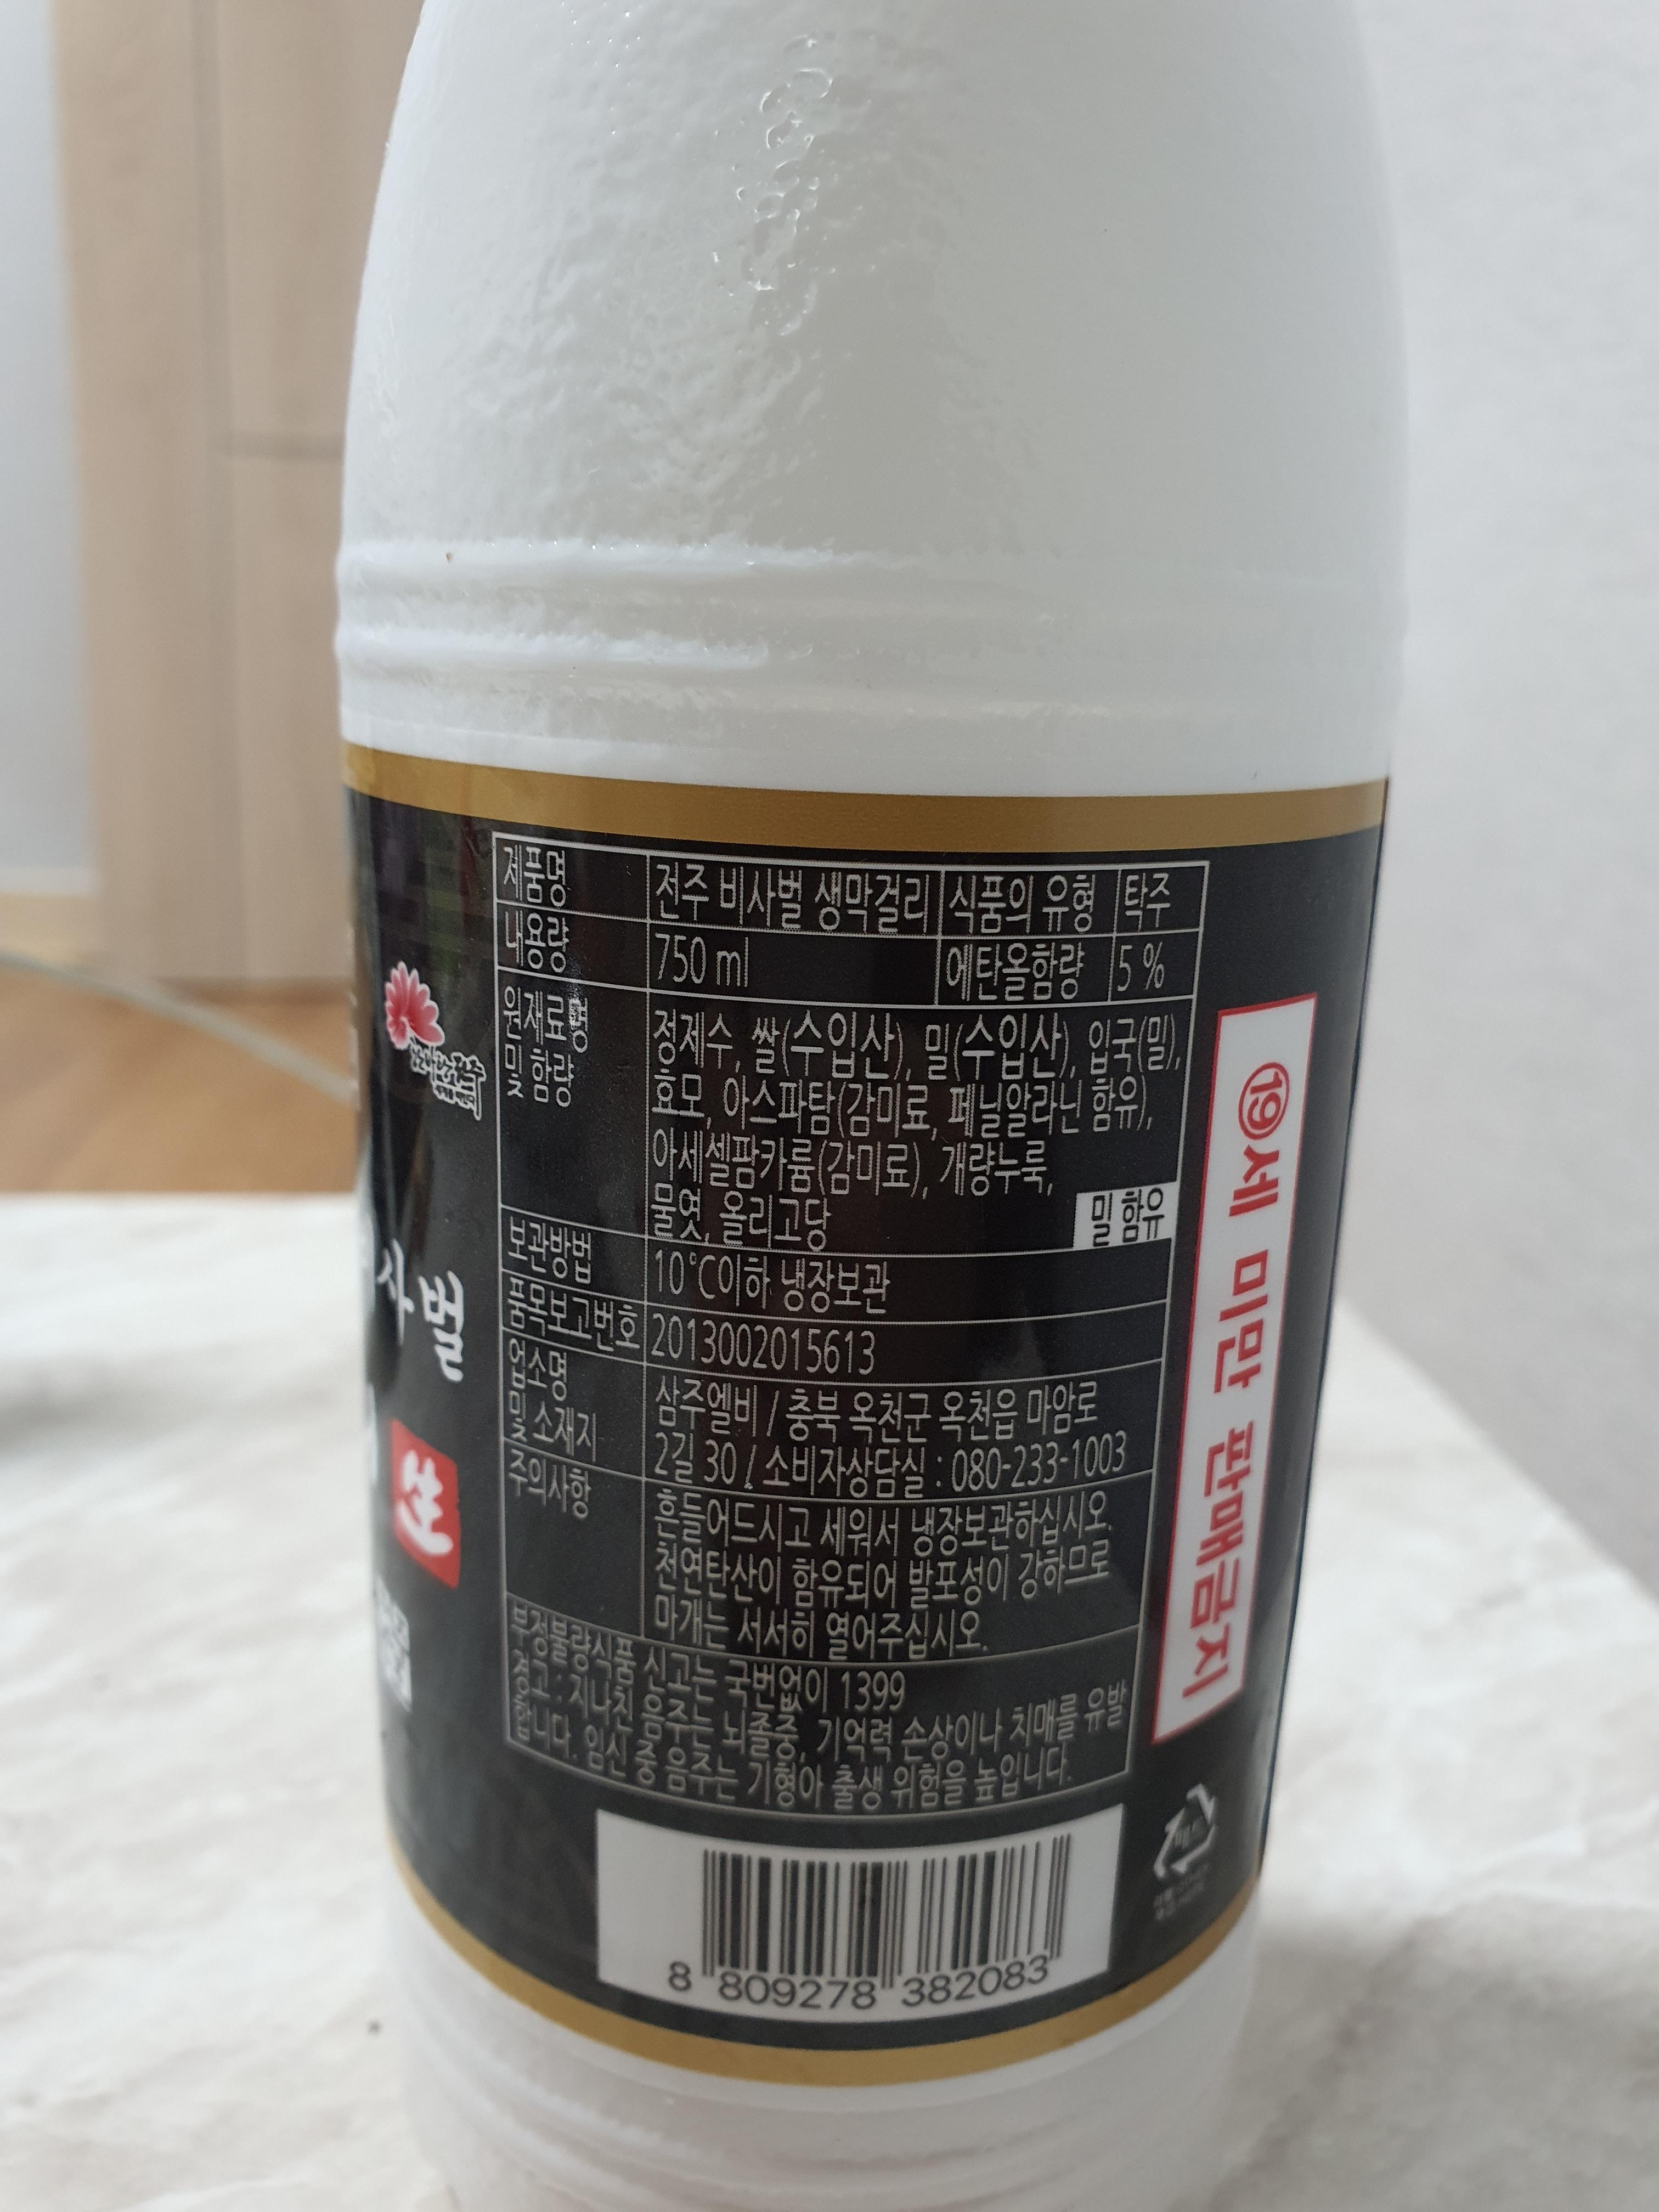 제품명 전주 비사벌 생막걸리 식품의 유형 탁주
내용량 750 ml 에탄올함량 5 %
원재료명 및 함량
정제수, 쌀(수입산), 밀(수입산), 입국(밀),
효모, 아스파탐(감미료, 페닐알라닌 함유),
아세셀팜카륨(감미료), 개량누룩,
물엿, 올리고당
밀 함유
보관방법 10℃이하 냉장보관
품목보고번호 2013002015613
업소명 및 소재지
삼주엘비 / 충북 옥천군 옥천읍 마암로
2길 30 / 소비자상담실 : 080-233-1003
주의사항
흔들어드시고 세워서 냉장보관하십시오.
천연탄산이 함유되어 발포성이 강하므로
마개는 서서히 열어주십시오.
부정불량식품 신고는 국번없이 1399
경고 : 지나친 음주는 뇌졸중, 기억력 손상이나 치매를 유발
합니다. 임신 중 음주는 기형아 출생 위험을 높입니다.
8 809278 382083
⑲세 미만 판매금지
사벌
生
페트